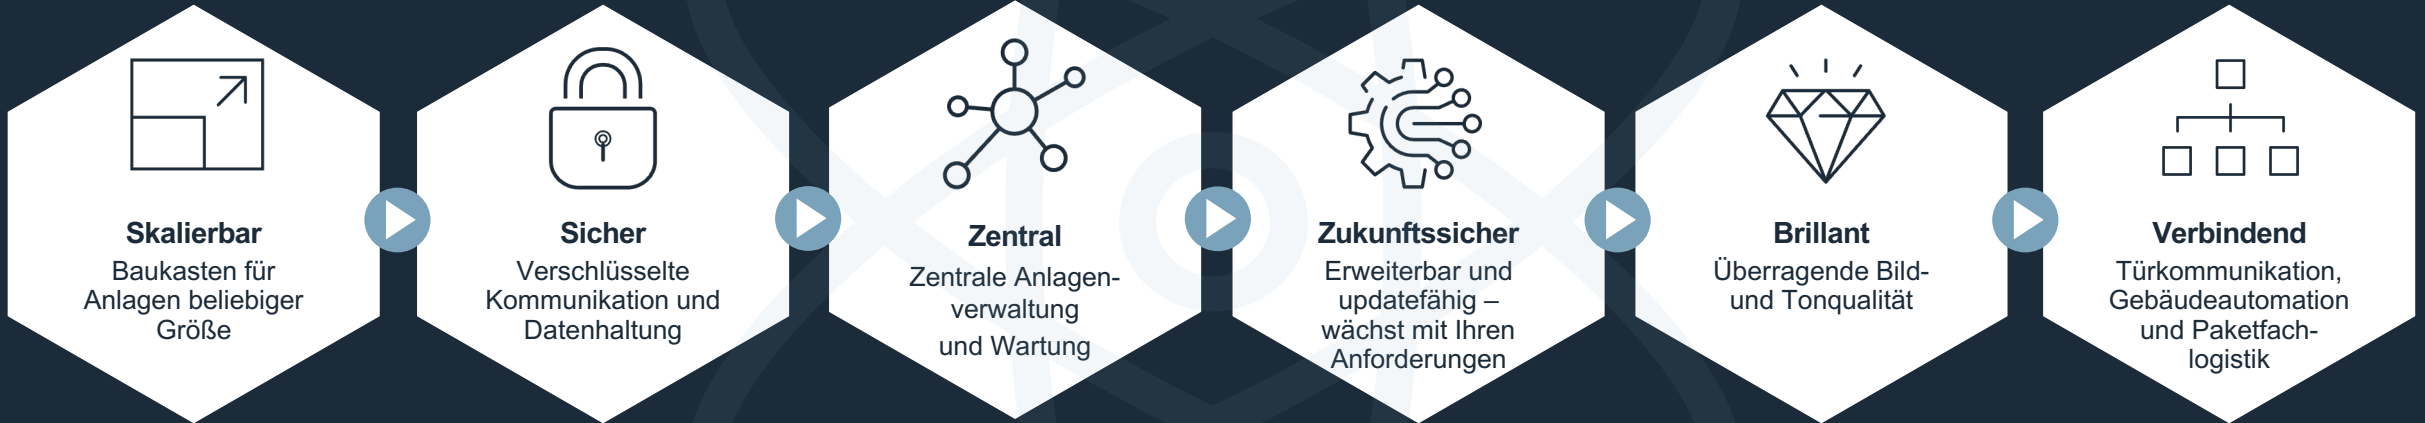 Skalierbar
Baukasten für
Anlagen beliebiger
Größe
Sicher
Verschlüsselte
Kommunikation und
Datenhaltung
Zentral
Zentrale Anlagen-
verwaltung
und Wartung
Zukunftssicher
Erweiterbar und
updatefähig –
wächst mit Ihren
Anforderungen
Brillant
Überragende Bild-
und Tonqualität
Verbindend
Türkommunikation,
Gebäudeautomation
und Paketfach-
logistik